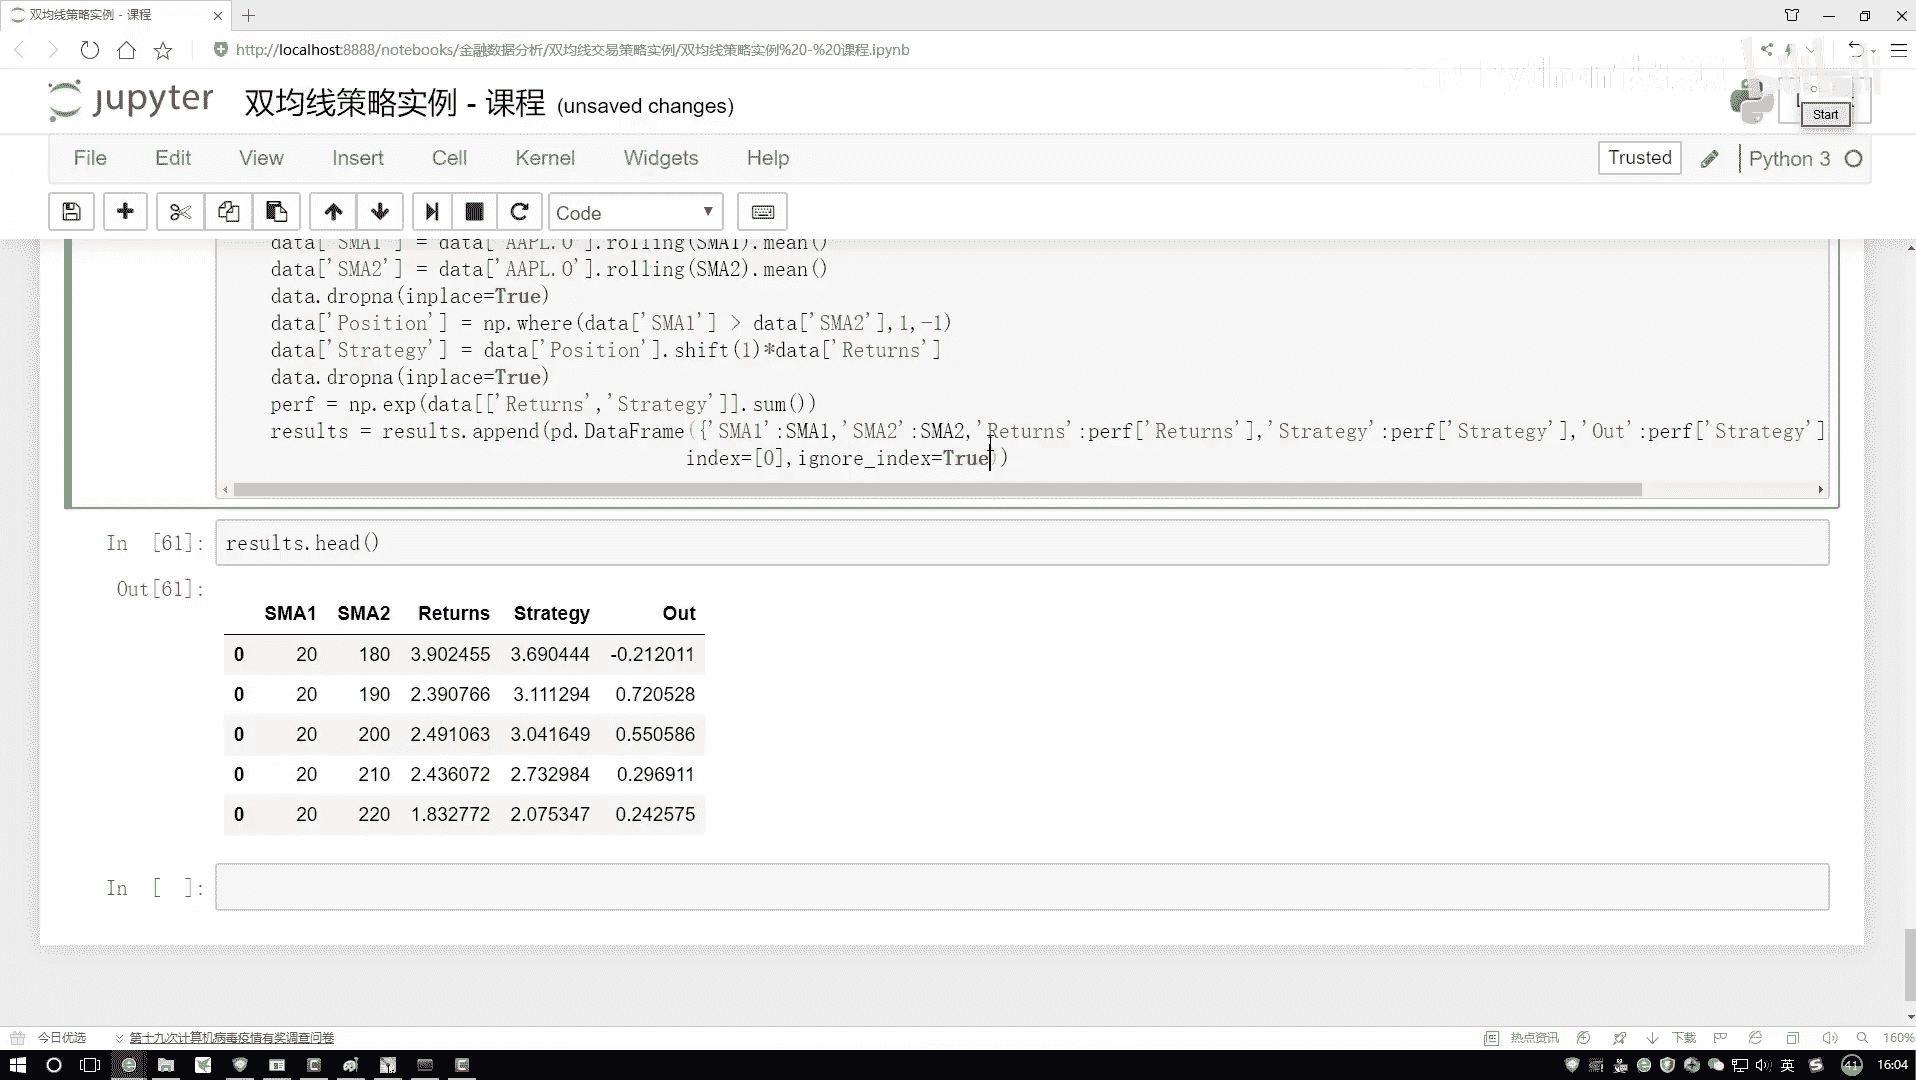 双均线策略实例 - 课程
http://localhost:8888/notebooks/金融数据分析/双均线交易策略实例/双均线策略实例%20-%20课程.ipynb
jupyter 双均线策略实例 - 课程 (unsaved changes)
Start
File Edit View Insert Cell Kernel Widgets Help
Trusted Python 3
Code
data['SMA1'] = data['AAPL.O'].rolling(SMA1).mean()
data['SMA2'] = data['AAPL.O'].rolling(SMA2).mean()
data.dropna(inplace=True)
data['Position'] = np.where(data['SMA1'] > data['SMA2'],1,-1)
data['Strategy'] = data['Position'].shift(1)*data['Returns']
data.dropna(inplace=True)
perf = np.exp(data[['Returns','Strategy']].sum())
results = results.append(pd.DataFrame({'SMA1':SMA1,'SMA2':SMA2,'Returns':perf['Returns'],'Strategy':perf['Strategy'],'Out':perf['Strategy']
index=[0],ignore_index=True))
In [61]: results.head()
Out[61]:
SMA1 SMA2 Returns Strategy Out
0 20 180 3.902455 3.690444 -0.212011
0 20 190 2.390766 3.111294 0.720528
0 20 200 2.491063 3.041649 0.550586
0 20 210 2.436072 2.732984 0.296911
0 20 220 1.832772 2.075347 0.242575
In [ ]:
今日优选 第十九次计算机病毒疫情有奖调查问卷 热点资讯 下载 160%
英 41 16:04